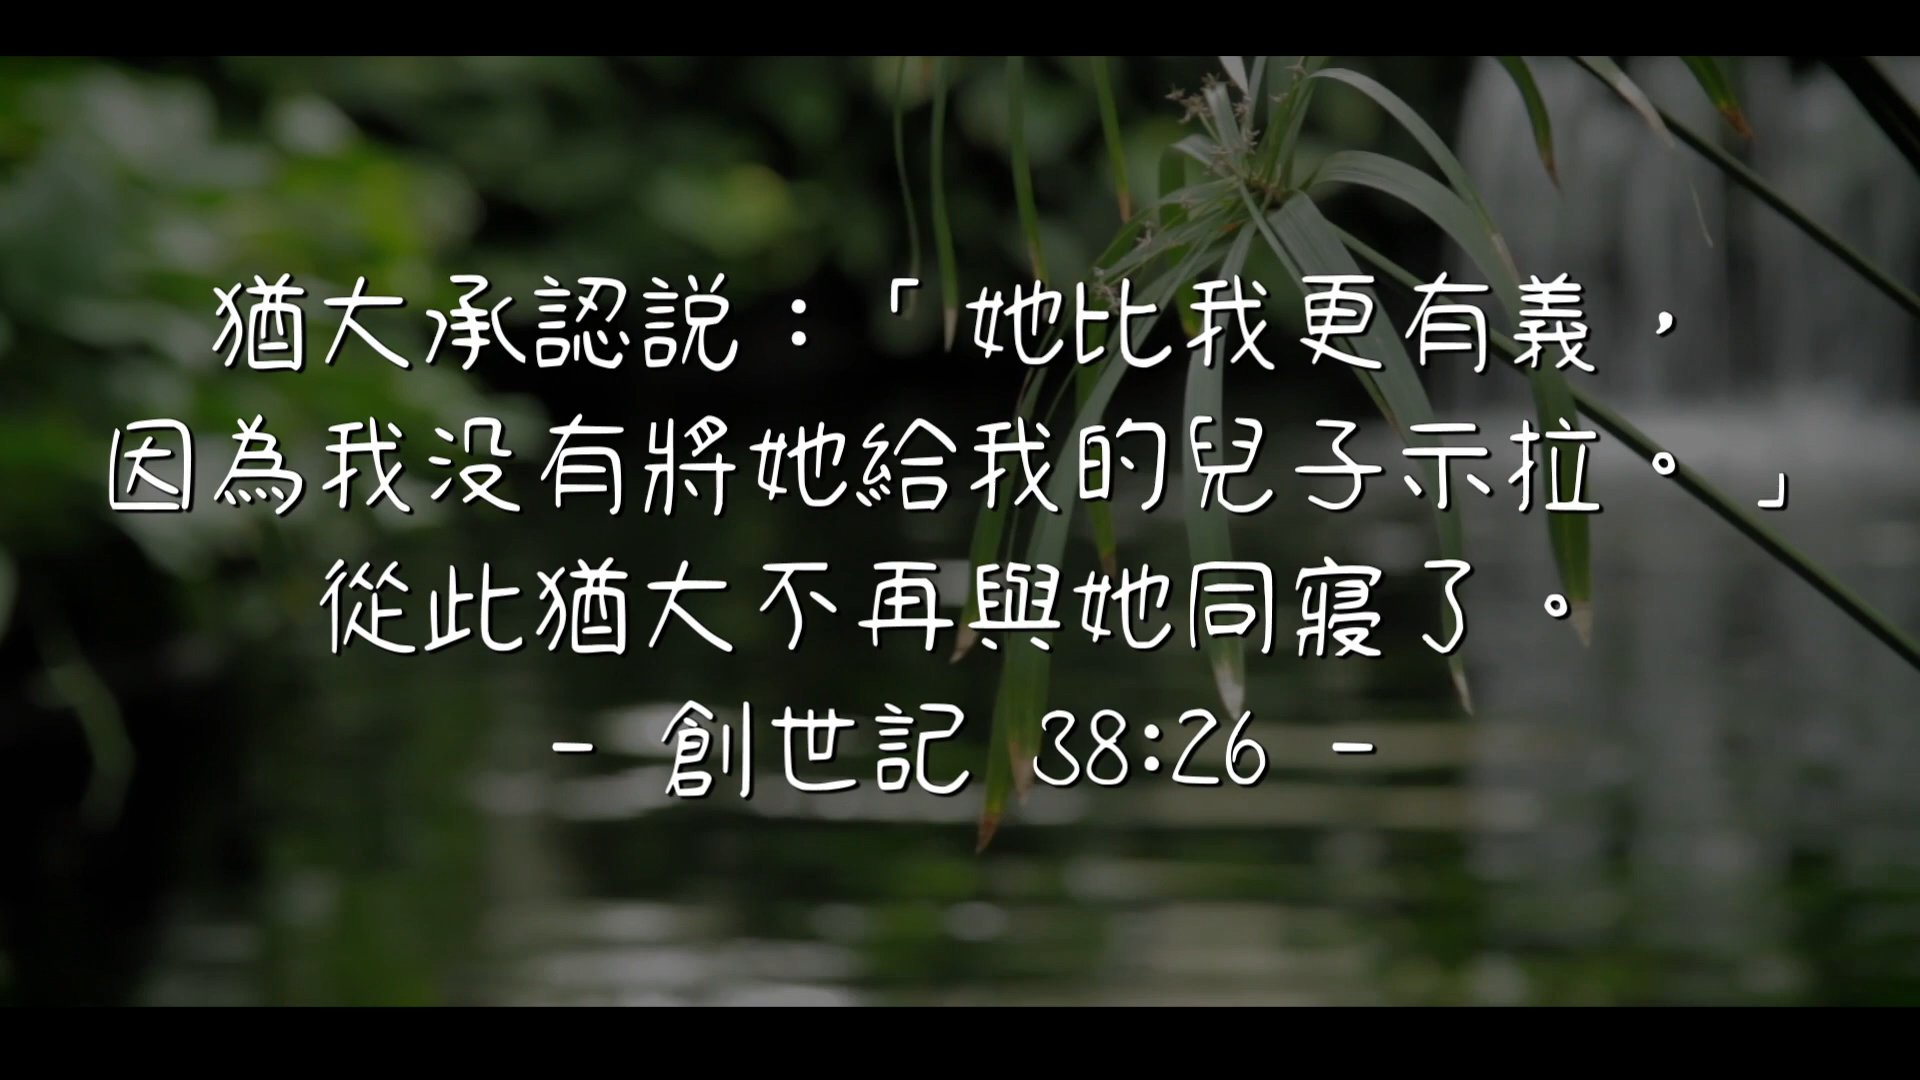 猶大承認説：「她比我更有義，
因為我没有將她給我的兒子示拉。」
從此猶大不再與她同寢了。
- 創世記 38:26 -